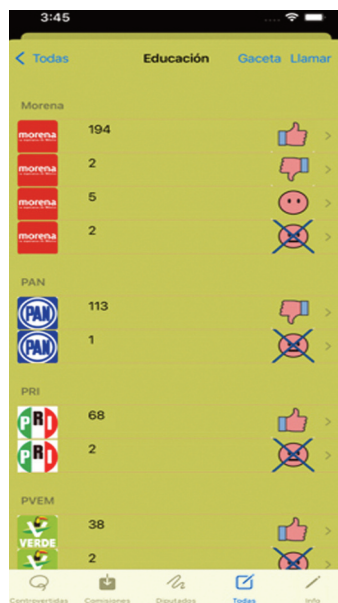 3:45
Todas
Educación
Gaceta Llamar
Morena
morena 194
morena 2
morena 5
morena 2
PAN
PAN 113
PAN 1
PRI
PRI 68
PRI 2
PVEM
VERDE 38
2
Controvertidas Comisiones Diputados Todas Info